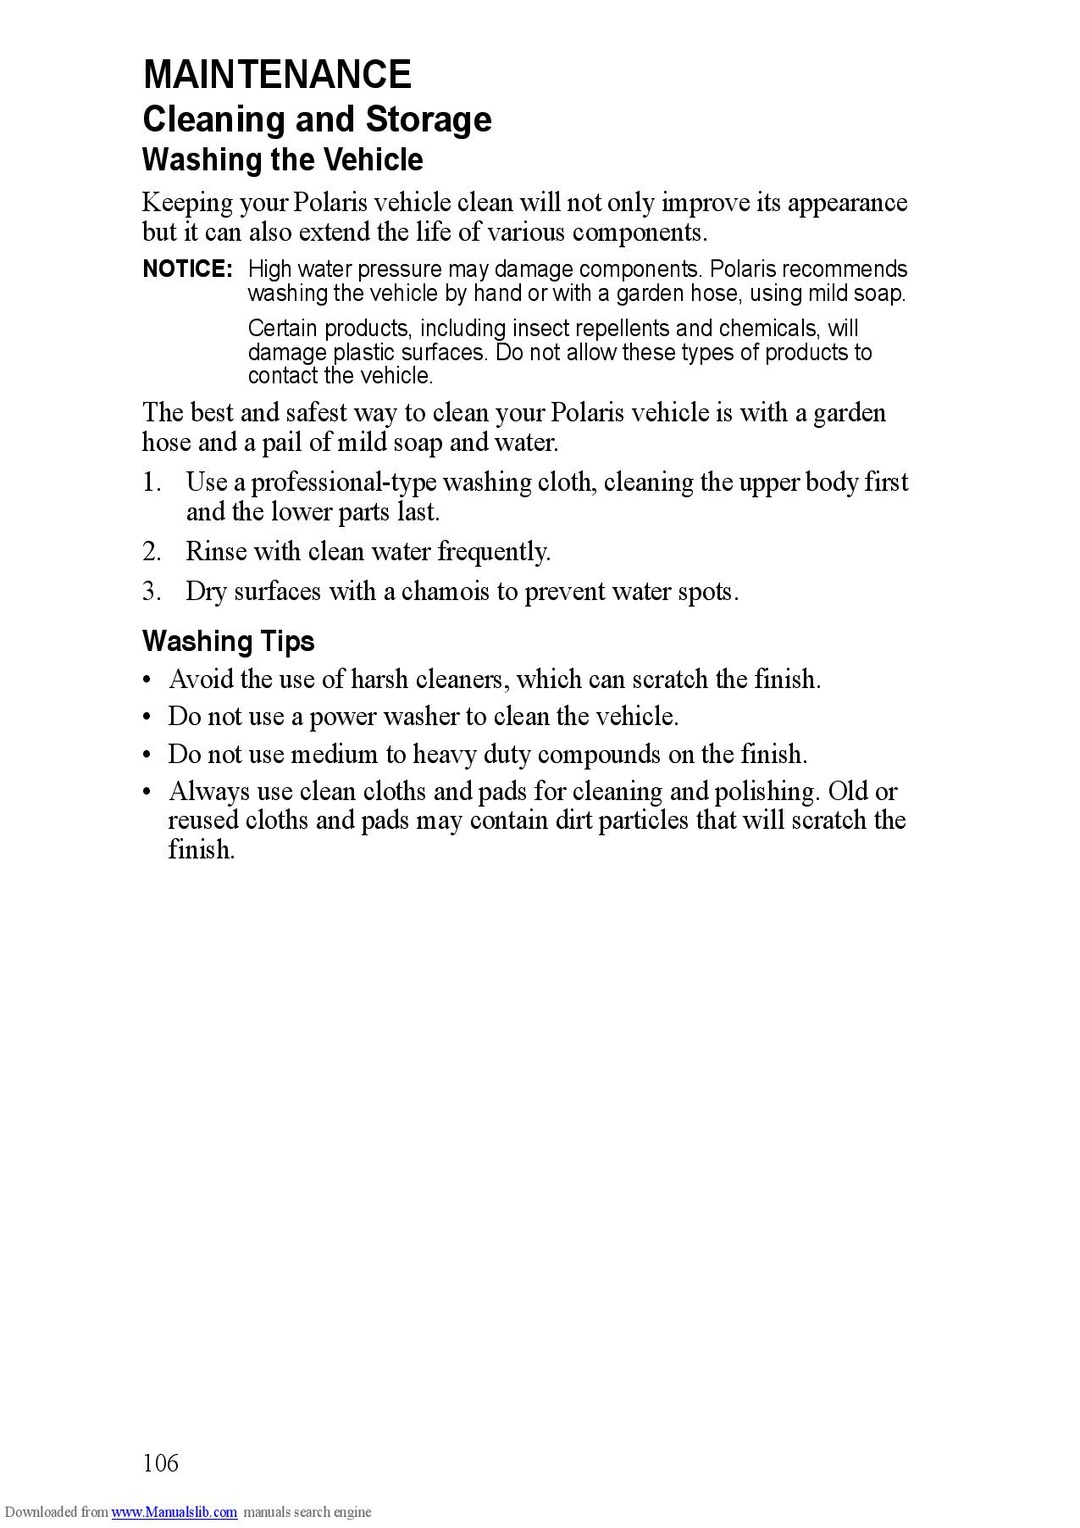 MAINTENANCE
Cleaning and Storage
Washing the Vehicle
Keeping your Polaris vehicle clean will not only improve its appearance
but it can also extend the life of various components.
NOTICE: High water pressure may damage components. Polaris recommends
washing the vehicle by hand or with a garden hose, using mild soap.
Certain products, including insect repellents and chemicals, will
damage plastic surfaces. Do not allow these types of products to
contact the vehicle.
The best and safest way to clean your Polaris vehicle is with a garden
hose and a pail of mild soap and water.
1. Use a professional-type washing cloth, cleaning the upper body first
and the lower parts last.
2. Rinse with clean water frequently.
3. Dry surfaces with a chamois to prevent water spots.
Washing Tips
• Avoid the use of harsh cleaners, which can scratch the finish.
• Do not use a power washer to clean the vehicle.
• Do not use medium to heavy duty compounds on the finish.
• Always use clean cloths and pads for cleaning and polishing. Old or
reused cloths and pads may contain dirt particles that will scratch the
finish.
106
Downloaded from www.Manualslib.com manuals search engine